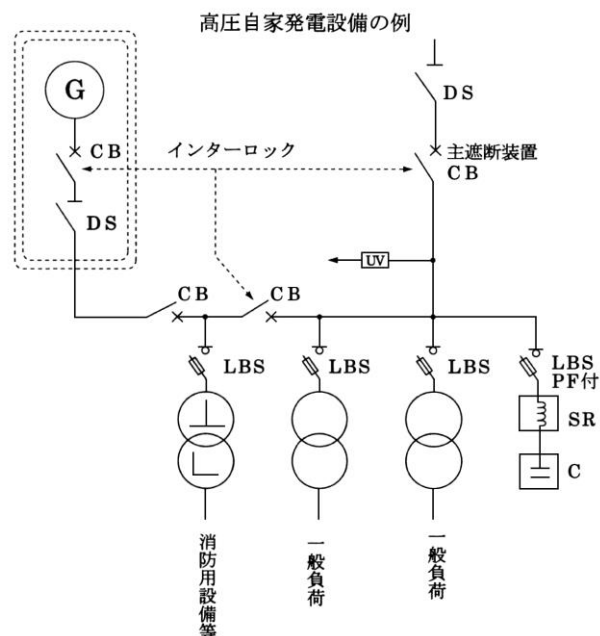 高圧自家発電設備の例
G
CB
DS
インターロック
DS
主遮断装置
CB
UV
CB
CB
LBS
LBS
LBS
LBS
PF付
SR
C
消防用設備等
一般負荷
一般負荷